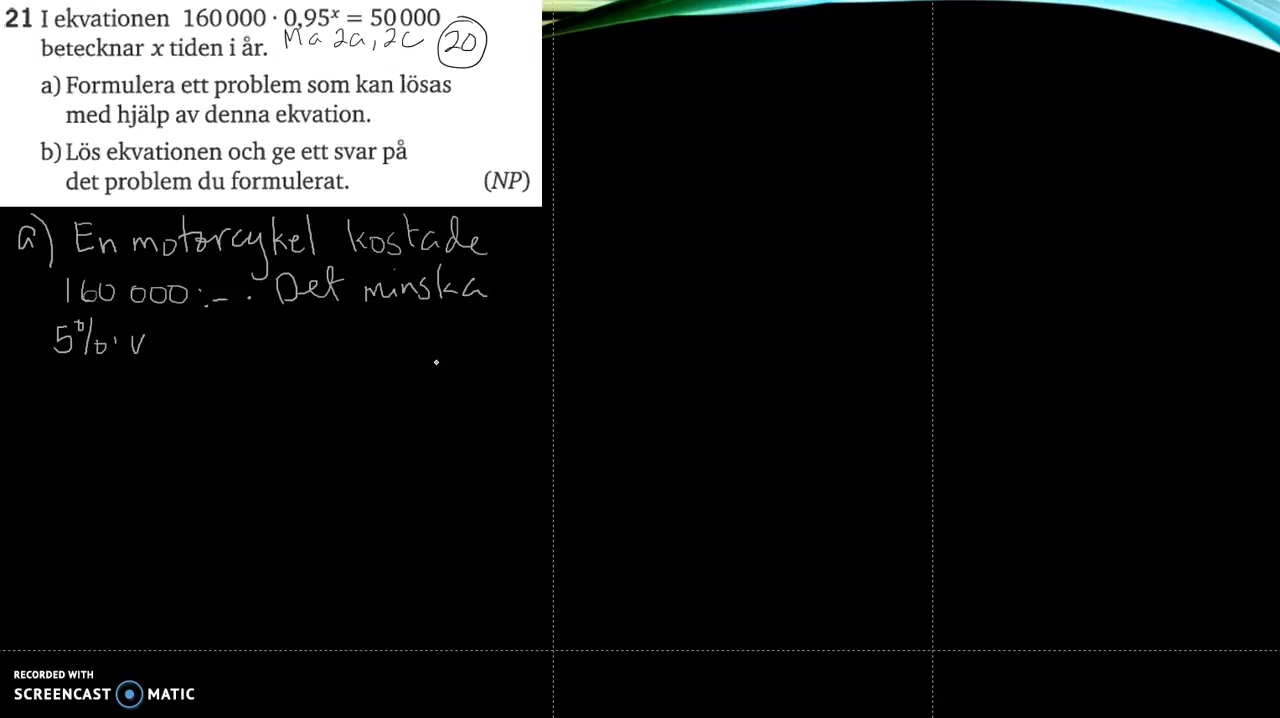 21 I ekvationen 160 000 · 0,95ˣ = 50 000
betecknar x tiden i år. Ma 2a, 2c 20
a) Formulera ett problem som kan lösas
med hjälp av denna ekvation.
b) Lös ekvationen och ge ett svar på
det problem du formulerat. (NP)
a) En motorcykel kostade
160 000:-. Det minska
5%. v
RECORDED WITH
SCREENCAST MATIC